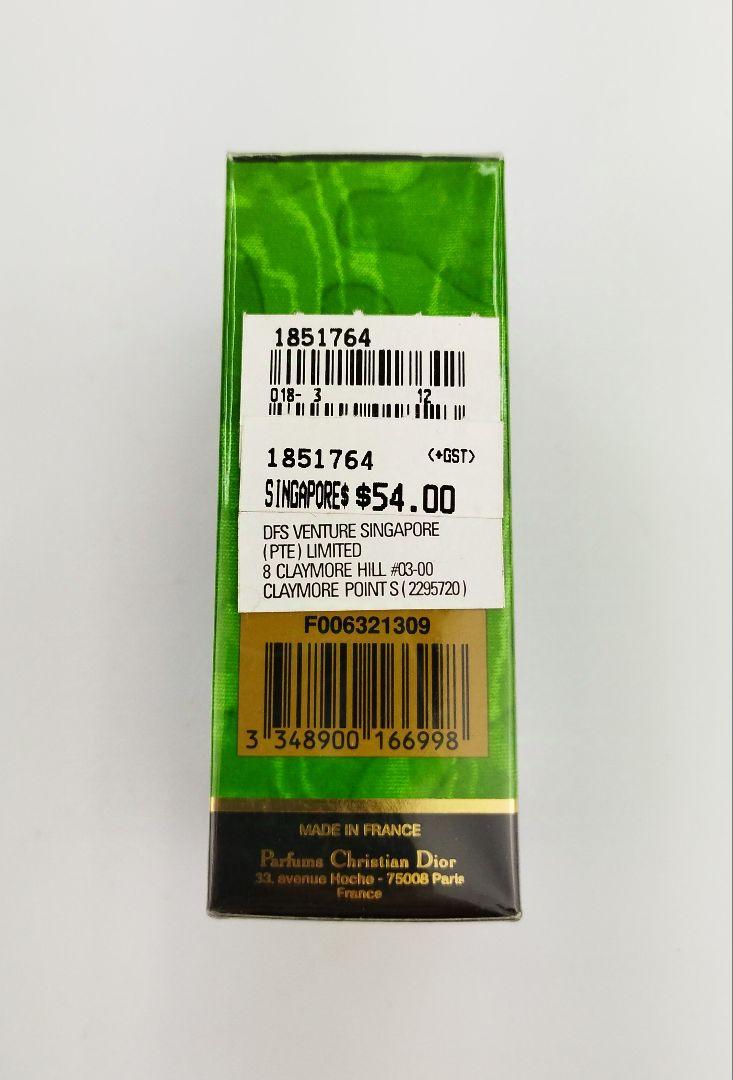 1851764
018- 3 12
1851764 (+GST)
SINGAPORE$ $54.00
DFS VENTURE SINGAPORE
(PTE) LIMITED
8 CLAYMORE HILL #03-00
CLAYMORE POINT S(2295720)
F006321309
3 348900 166998
MADE IN FRANCE
Parfums Christian Dior
33, avenue Hoche - 75008 Paris
France